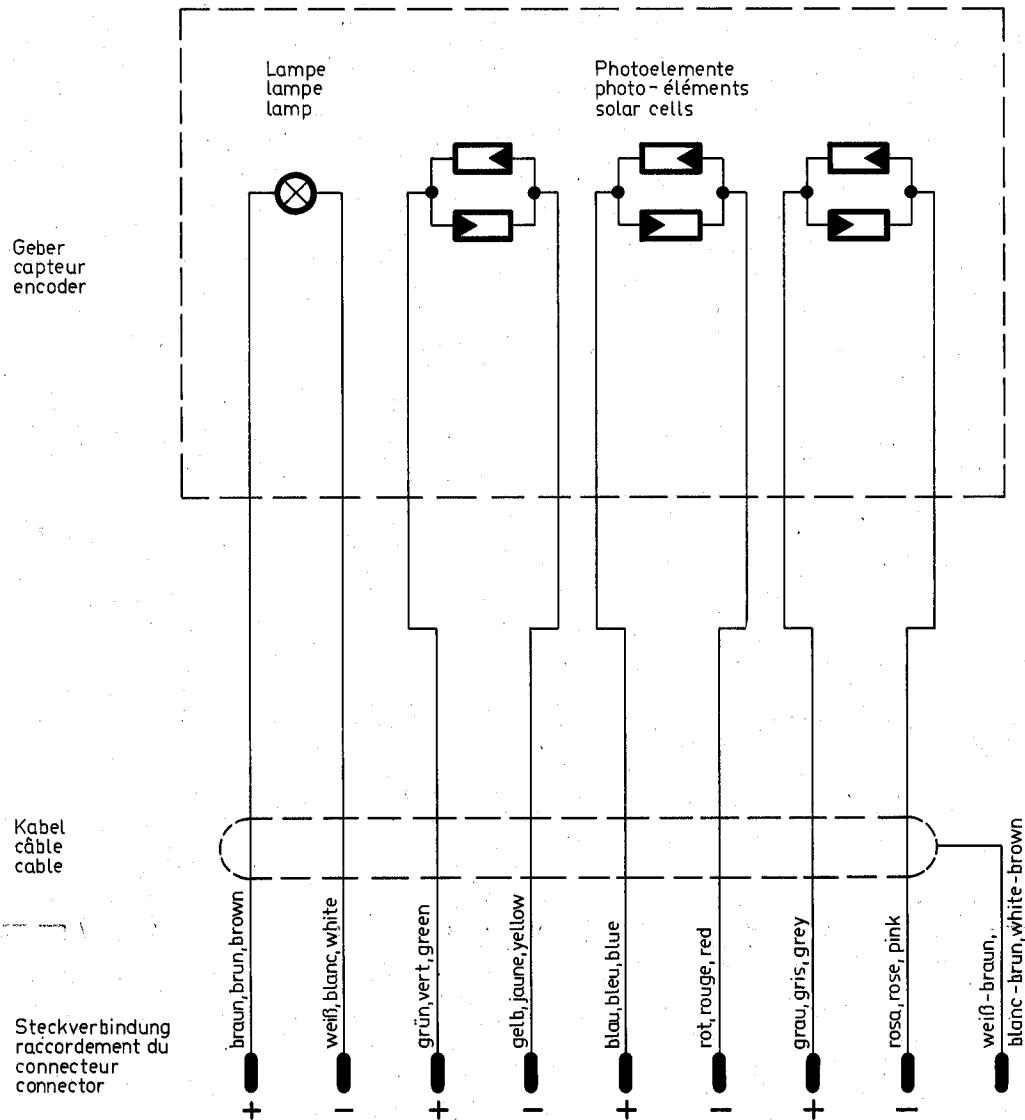 Lampe
lampe
lamp
Photoelemente
photo-éléments
solar cells
Geber
capteur
encoder
Kabel
câble
cable
braun, brun, brown
weiß, blanc, white
grün, vert, green
gelb, jaune, yellow
blau, bleu, blue
rot, rouge, red
grau, gris, grey
rosa, rose, pink
weiß-braun,
blanc-brun, white-brown
Steckverbindung
raccordement du
connecteur
connector
+ − + − + − + −